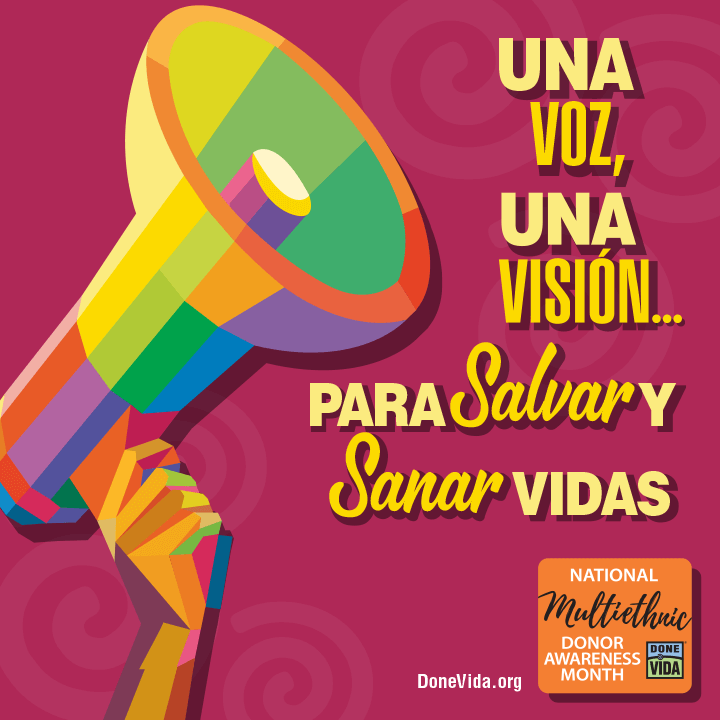 UNA
VOZ,
UNA
VISIÓN...
PARA Salvar Y
Sanar VIDAS
NATIONAL
Multiethnic
DONOR
AWARENESS
MONTH
DONE
VIDA
DoneVida.org